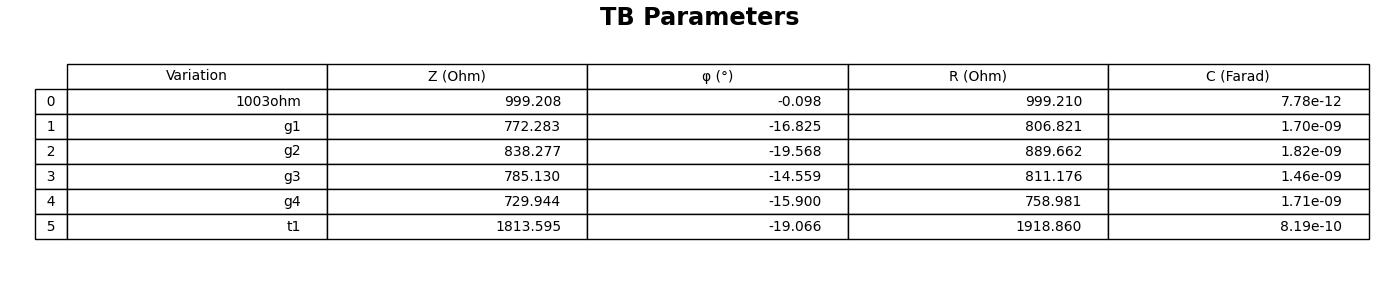 TB Parameters
Variation Z (Ohm) φ (°) R (Ohm) C (Farad)
0 1003ohm 999.208 -0.098 999.210 7.78e-12
1 g1 772.283 -16.825 806.821 1.70e-09
2 g2 838.277 -19.568 889.662 1.82e-09
3 g3 785.130 -14.559 811.176 1.46e-09
4 g4 729.944 -15.900 758.981 1.71e-09
5 t1 1813.595 -19.066 1918.860 8.19e-10